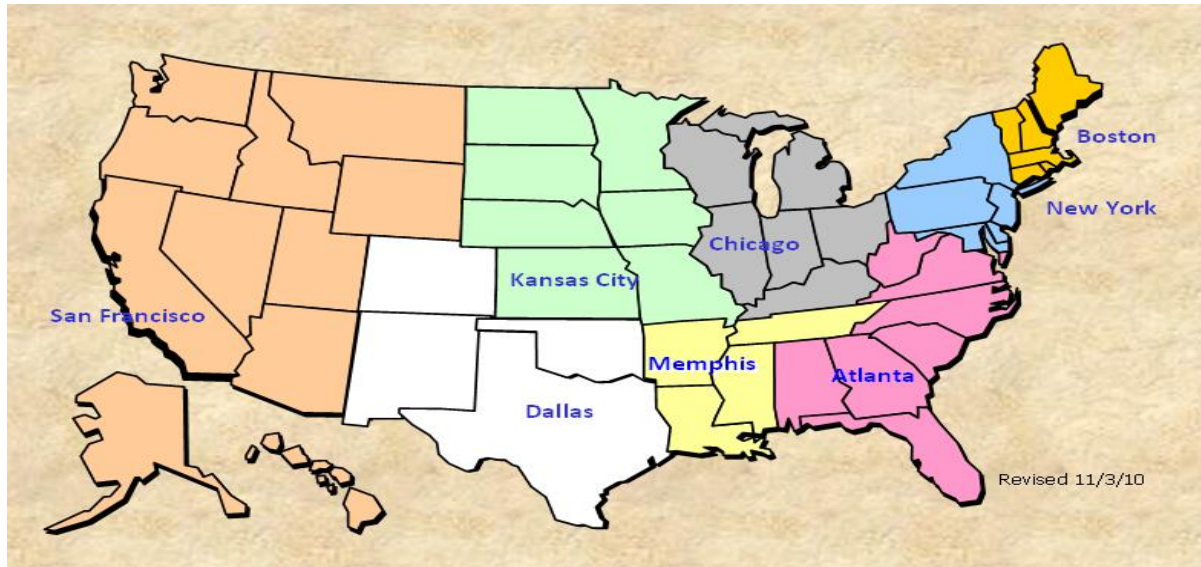 Boston
New York
Chicago
Kansas City
San Francisco
Memphis
Atlanta
Dallas
Revised 11/3/10